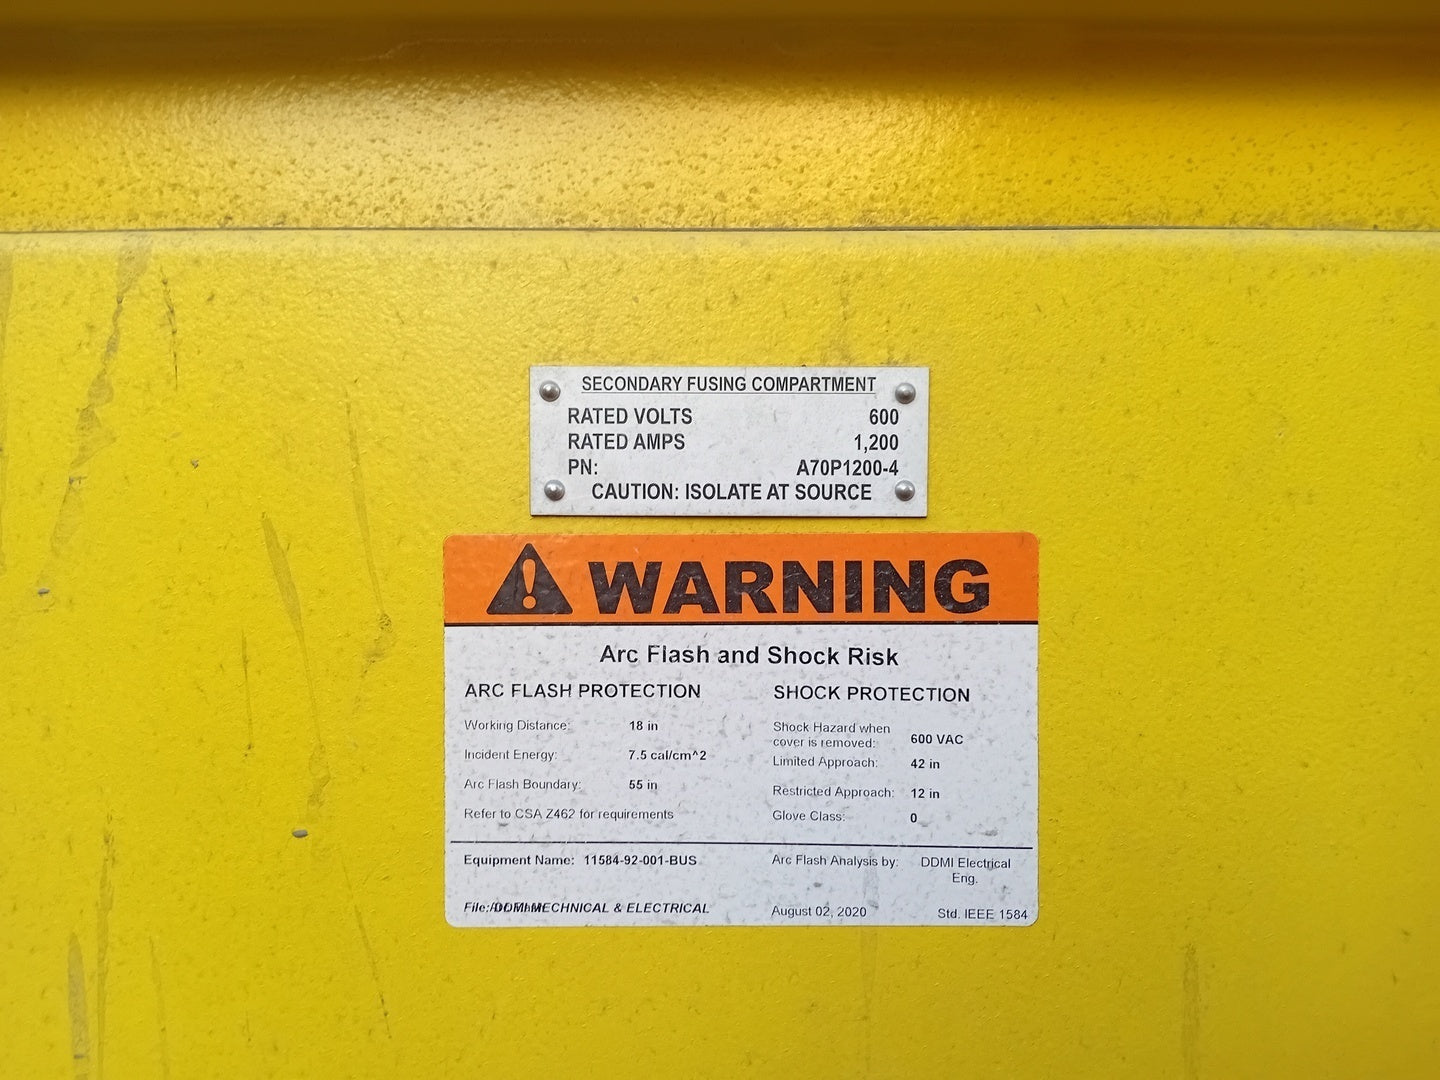 SECONDARY FUSING COMPARTMENT
RATED VOLTS 600
RATED AMPS 1,200
PN: A70P1200-4
CAUTION: ISOLATE AT SOURCE
WARNING
Arc Flash and Shock Risk
ARC FLASH PROTECTION
Working Distance: 18 in
Incident Energy: 7.5 cal/cm^2
Arc Flash Boundary: 55 in
Refer to CSA Z462 for requirements
SHOCK PROTECTION
Shock Hazard when
cover is removed: 600 VAC
Limited Approach: 42 in
Restricted Approach: 12 in
Glove Class: 0
Equipment Name: 11584-92-001-BUS
Arc Flash Analysis by: DDMI Electrical
Eng.
File: MECHNICAL & ELECTRICAL
August 02, 2020
Std. IEEE 1584